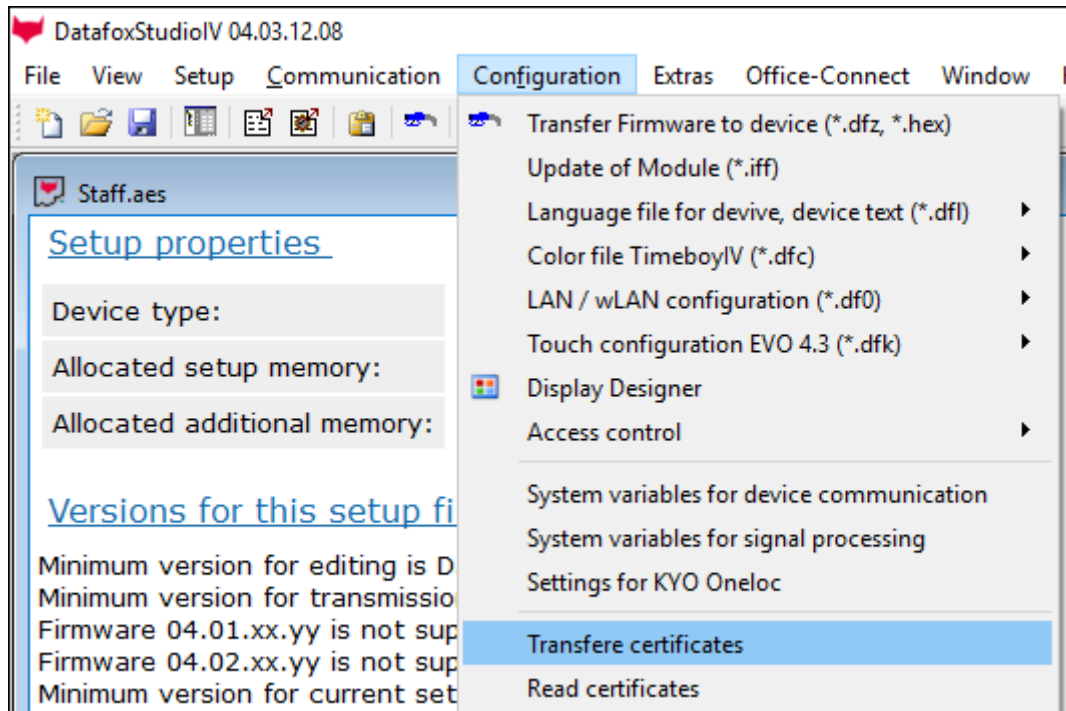 DatafoxStudioIV 04.03.12.08
File View Setup Communication Configuration Extras Office-Connect Window
Transfer Firmware to device (*.dfz, *.hex)
Update of Module (*.iff)
Language file for devive, device text (*.dfl)
Color file TimeboyIV (*.dfc)
LAN / wLAN configuration (*.df0)
Touch configuration EVO 4.3 (*.dfk)
Display Designer
Access control
System variables for device communication
System variables for signal processing
Settings for KYO Oneloc
Transfere certificates
Read certificates
Staff.aes
Setup properties
Device type:
Allocated setup memory:
Allocated additional memory:
Versions for this setup fi
Minimum version for editing is D
Minimum version for transmissio
Firmware 04.01.xx.yy is not sup
Firmware 04.02.xx.yy is not sup
Minimum version for current set